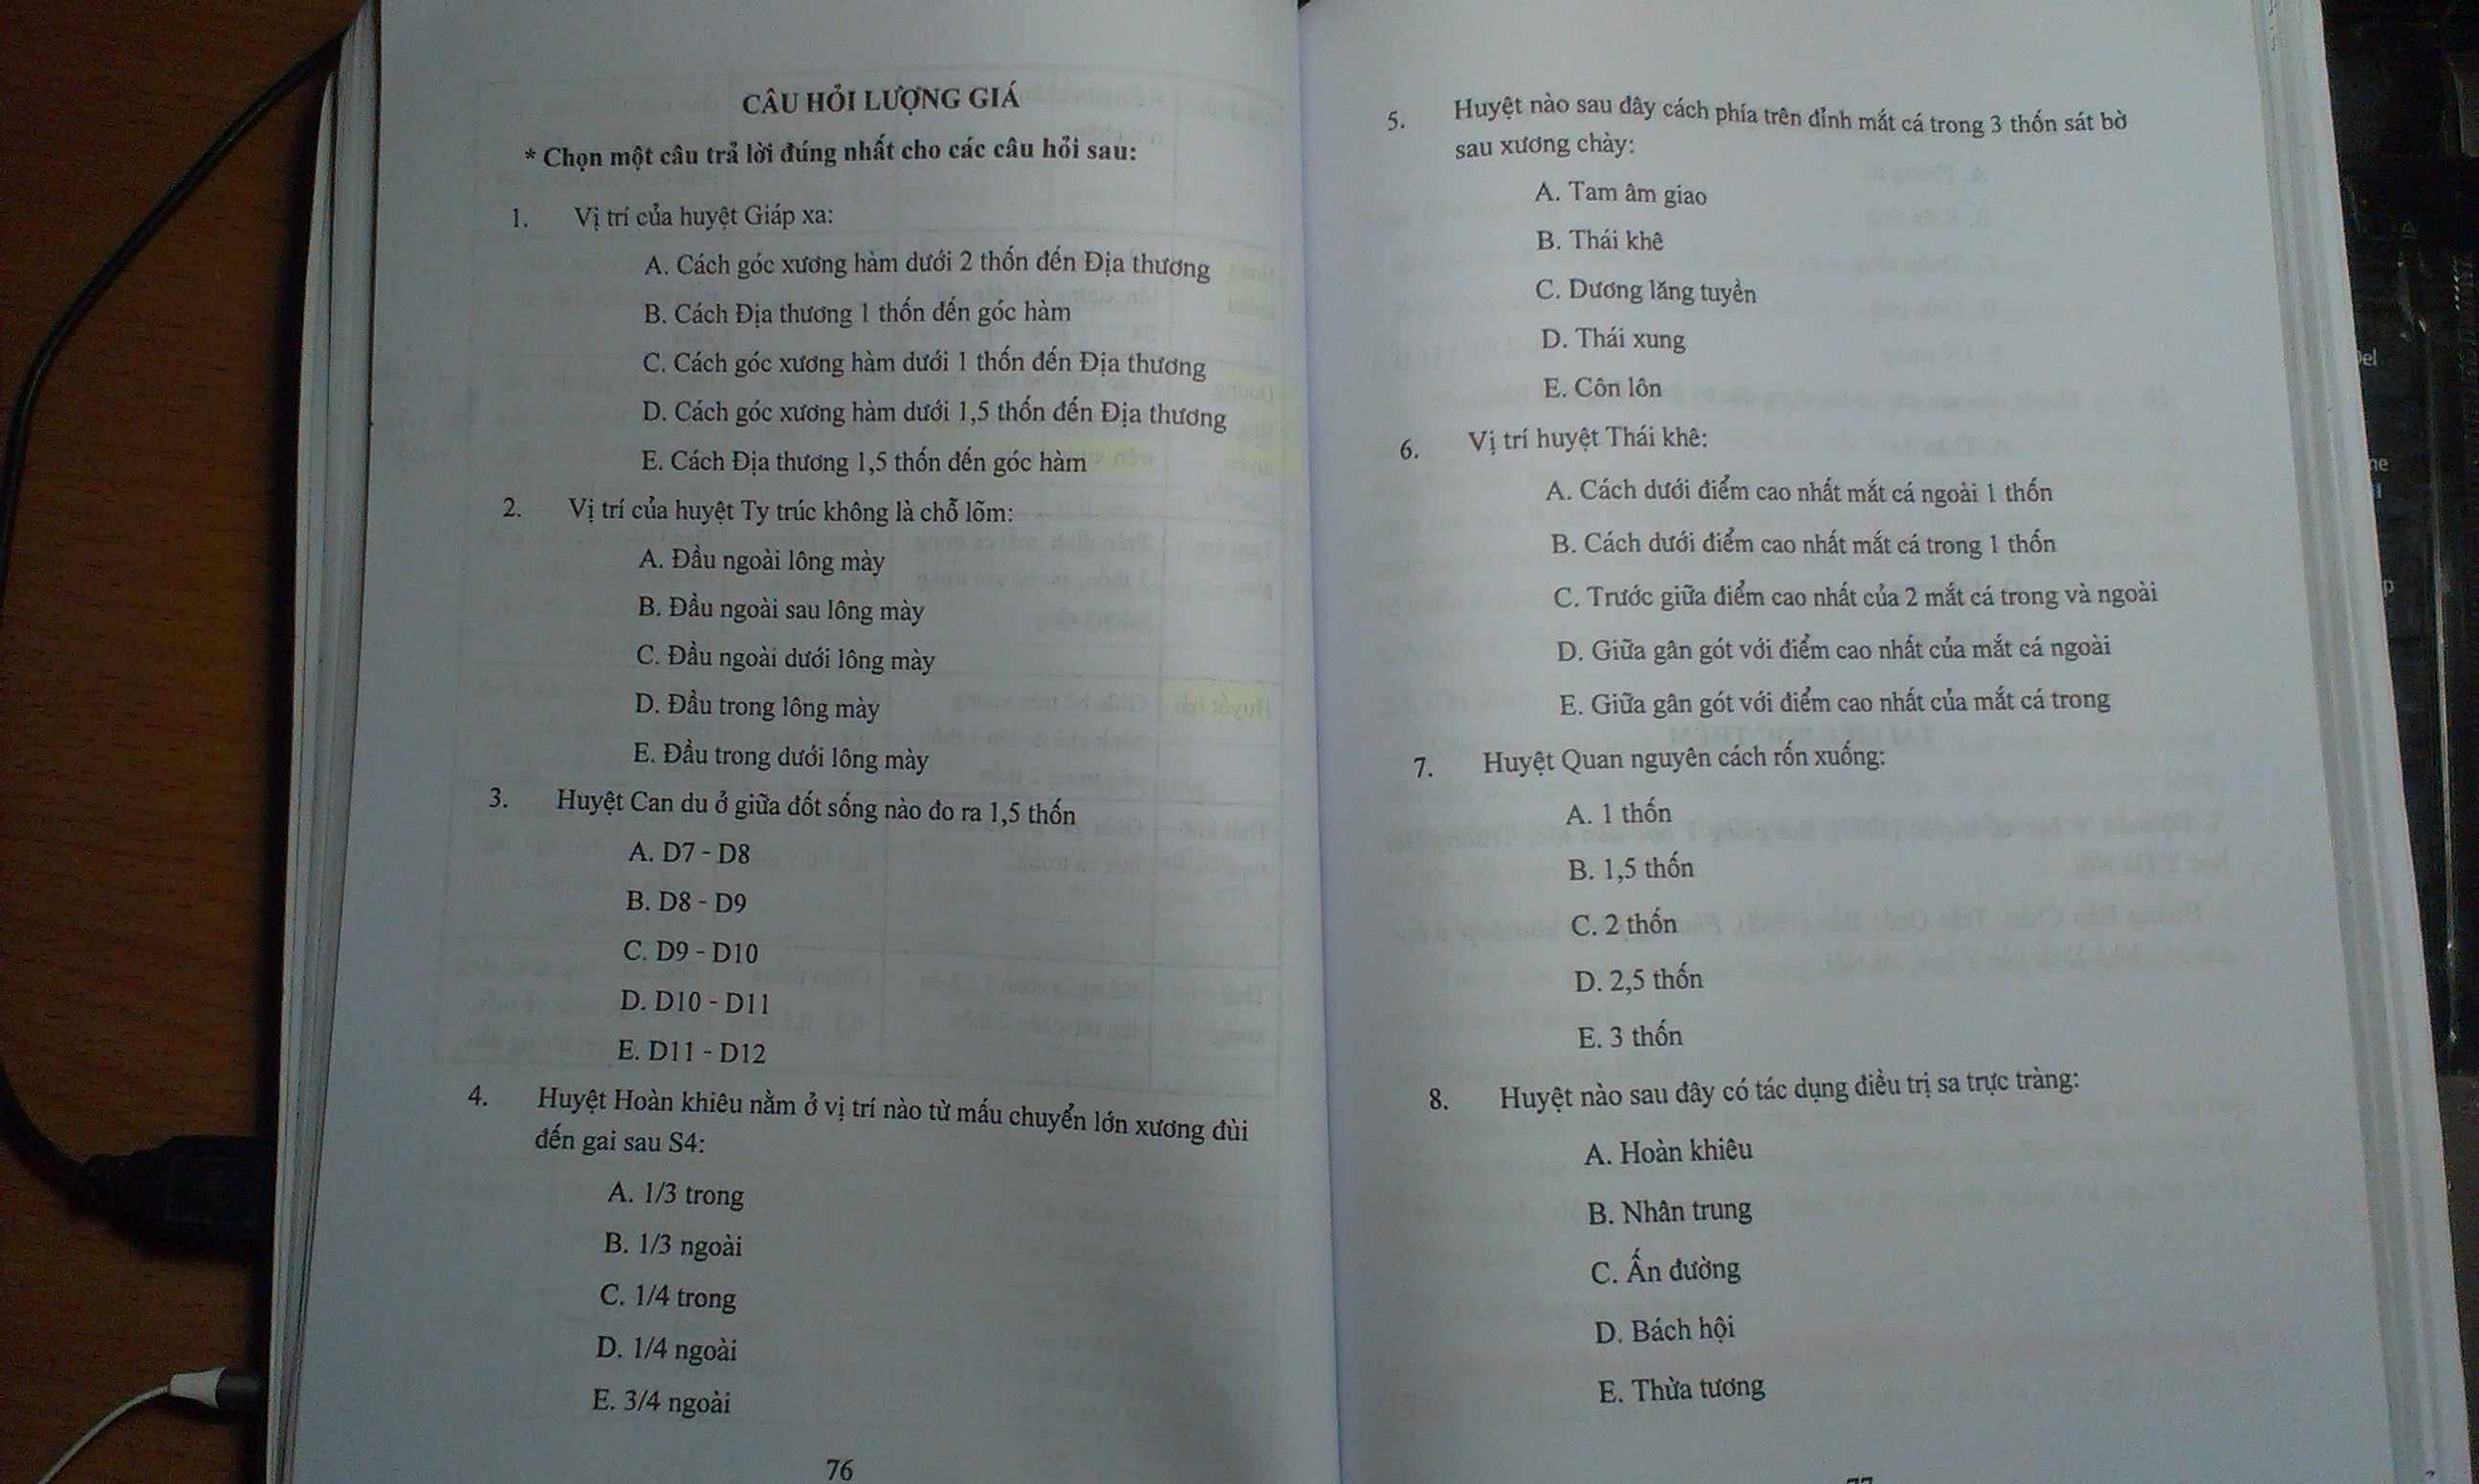 CÂU HỎI LƯỢNG GIÁ
* Chọn một câu trả lời đúng nhất cho các câu hỏi sau:
1. Vị trí của huyệt Giáp xa:
A. Cách góc xương hàm dưới 2 thốn đến Địa thương
B. Cách Địa thương 1 thốn đến góc hàm
C. Cách góc xương hàm dưới 1 thốn đến Địa thương
D. Cách góc xương hàm dưới 1,5 thốn đến Địa thương
E. Cách Địa thương 1,5 thốn đến góc hàm
2. Vị trí của huyệt Ty trúc không là chỗ lõm:
A. Đầu ngoài lông mày
B. Đầu ngoài sau lông mày
C. Đầu ngoài dưới lông mày
D. Đầu trong lông mày
E. Đầu trong dưới lông mày
3. Huyệt Can du ở giữa đốt sống nào đo ra 1,5 thốn
A. D7 - D8
B. D8 - D9
C. D9 - D10
D. D10 - D11
E. D11 - D12
4. Huyệt Hoàn khiêu nằm ở vị trí nào từ mấu chuyển lớn xương đùi
đến gai sau S4:
A. 1/3 trong
B. 1/3 ngoài
C. 1/4 trong
D. 1/4 ngoài
E. 3/4 ngoài
76
5. Huyệt nào sau đây cách phía trên đỉnh mắt cá trong 3 thốn sát bờ
sau xương chày:
A. Tam âm giao
B. Thái khê
C. Dương lăng tuyền
D. Thái xung
E. Côn lôn
6. Vị trí huyệt Thái khê:
A. Cách dưới điểm cao nhất mắt cá ngoài 1 thốn
B. Cách dưới điểm cao nhất mắt cá trong 1 thốn
C. Trước giữa điểm cao nhất của 2 mắt cá trong và ngoài
D. Giữa gân gót với điểm cao nhất của mắt cá ngoài
E. Giữa gân gót với điểm cao nhất của mắt cá trong
7. Huyệt Quan nguyên cách rốn xuống:
A. 1 thốn
B. 1,5 thốn
C. 2 thốn
D. 2,5 thốn
E. 3 thốn
8. Huyệt nào sau đây có tác dụng điều trị sa trực tràng:
A. Hoàn khiêu
B. Nhân trung
C. Ấn đường
D. Bách hội
E. Thừa tương